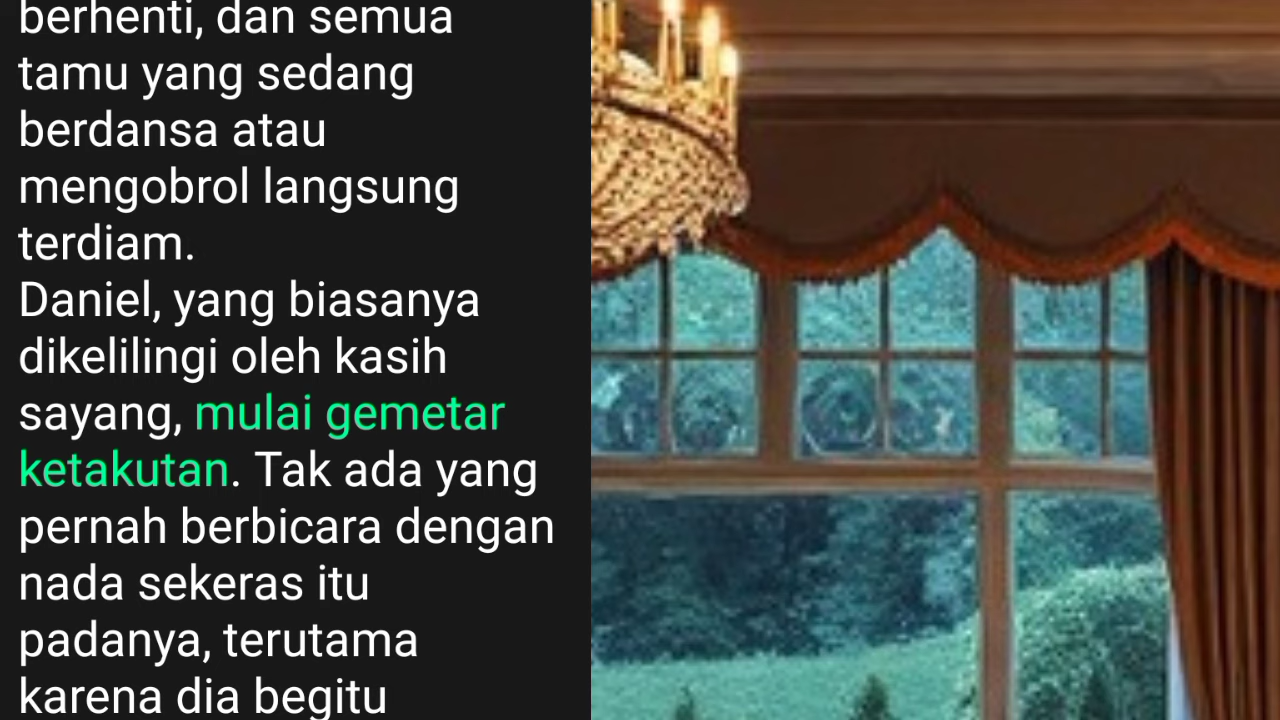 berhenti, dan semua
tamu yang sedang
berdansa atau
mengobrol langsung
terdiam.
Daniel, yang biasanya
dikelilingi oleh kasih
sayang, mulai gemetar
ketakutan. Tak ada yang
pernah berbicara dengan
nada sekeras itu
padanya, terutama
karena dia begitu